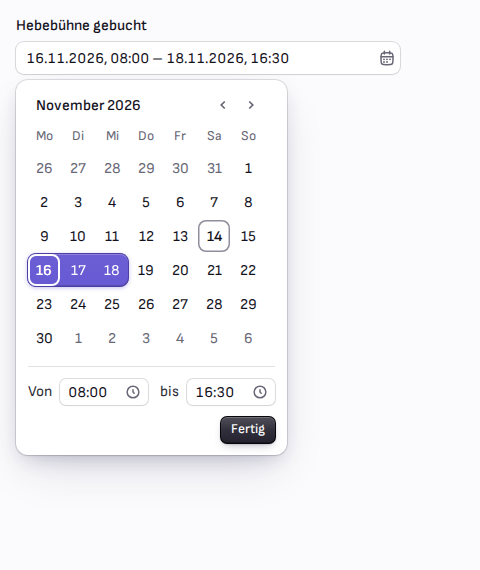 Hebebühne gebucht
16.11.2026, 08:00 – 18.11.2026, 16:30
November 2026
Mo Di Mi Do Fr Sa So
26 27 28 29 30 31 1
2 3 4 5 6 7 8
9 10 11 12 13 14 15
16 17 18 19 20 21 22
23 24 25 26 27 28 29
30 1 2 3 4 5 6
Von 08:00 bis 16:30
Fertig